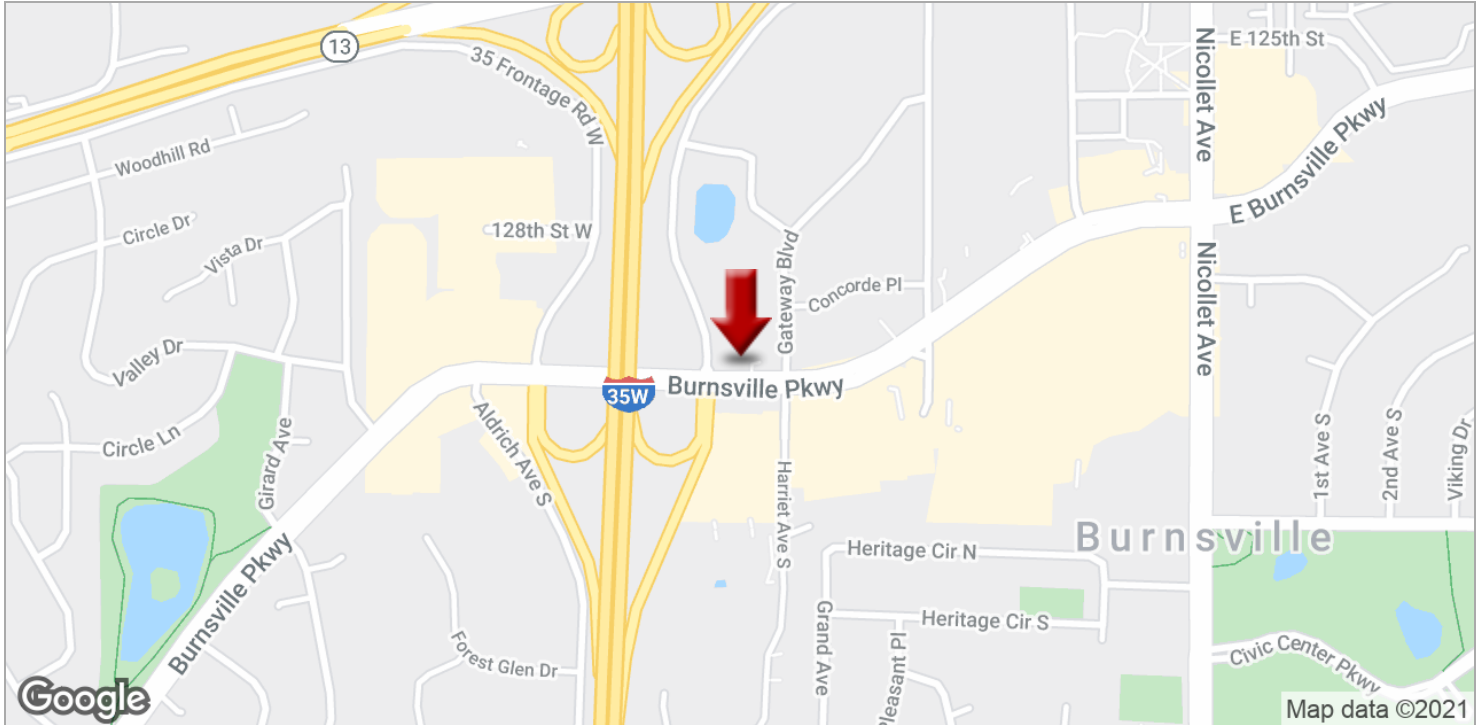 13
35 Frontage Rd W
Nicollet Ave
E 125th St
Woodhill Rd
E Burnsville Pkwy
Circle Dr
128th St W
Vista Dr
Gateway Blvd
Concorde Pl
Nicollet Ave
Valley Dr
35W
Burnsville Pkwy
Circle Ln
Girard Ave
Aldrich Ave S
Harriet Ave S
1st Ave S
2nd Ave S
Viking Dr
Burnsville
Heritage Cir N
Burnsville Pkwy
Grand Ave
Heritage Cir S
Pleasant Pl
Forest Glen Dr
Civic Center Pkwy
Google
Map data ©2021